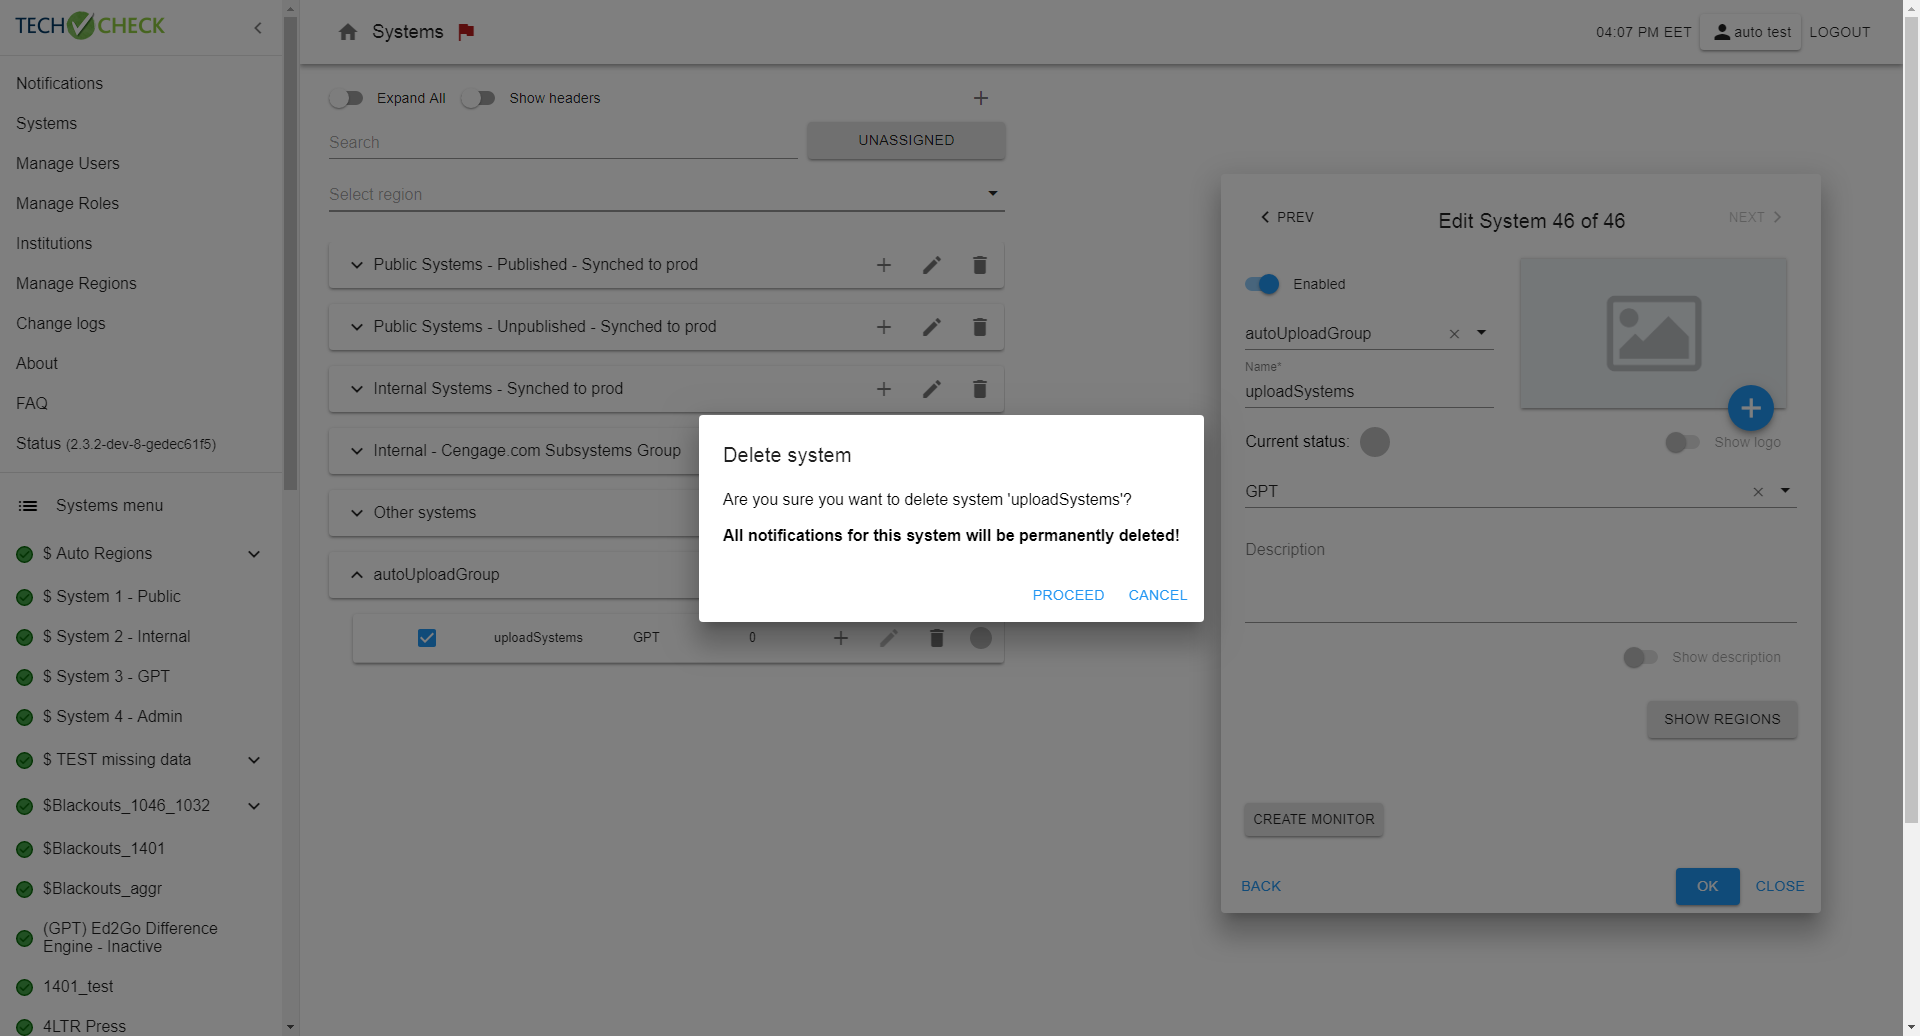 TECH CHECK
Notifications
Systems
Manage Users
Manage Roles
Institutions
Manage Regions
Change logs
About
FAQ
Status (2.3.2-dev-8-gedec61f5)
Systems menu
$ Auto Regions
$ System 1 - Public
$ System 2 - Internal
$ System 3 - GPT
$ System 4 - Admin
$ TEST missing data
$Blackouts_1046_1032
$Blackouts_1401
$Blackouts_aggr
(GPT) Ed2Go Difference
Engine - Inactive
1401_test
4LTR Press
Systems
04:07 PM EET
auto test
LOGOUT
Expand All
Show headers
Search
UNASSIGNED
Select region
Public Systems - Published - Synched to prod
Public Systems - Unpublished - Synched to prod
Internal Systems - Synched to prod
Internal - Cengage.com Subsystems Group
Other systems
autoUploadGroup
uploadSystems GPT 0
Delete system
Are you sure you want to delete system 'uploadSystems'?
All notifications for this system will be permanently deleted!
PROCEED CANCEL
PREV
Edit System 46 of 46
NEXT
Enabled
autoUploadGroup
Name*
uploadSystems
Current status:
Show logo
GPT
Description
Show description
SHOW REGIONS
CREATE MONITOR
BACK
OK
CLOSE